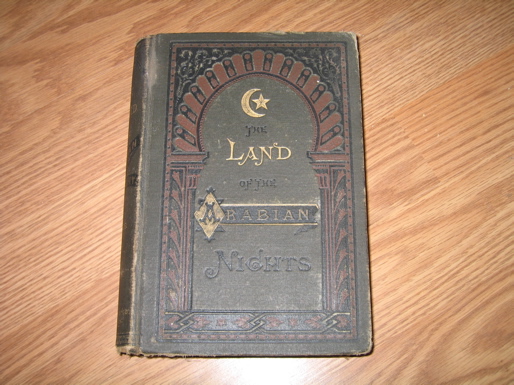 THE
LAND
OF THE
ARABIAN
NIGHTS